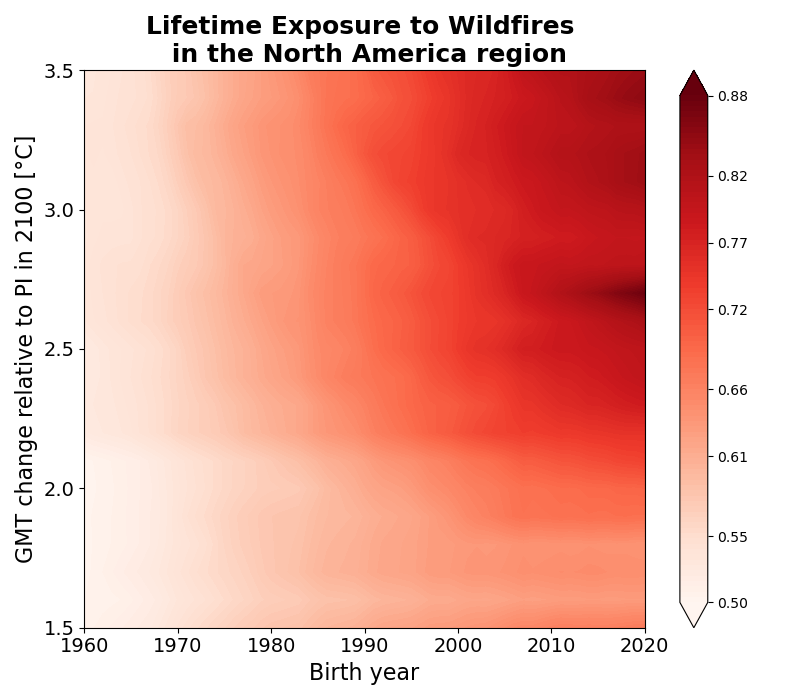 Lifetime Exposure to Wildfires
in the North America region
GMT change relative to PI in 2100 [°C]
3.5
3.0
2.5
2.0
1.5
1960 1970 1980 1990 2000 2010 2020
Birth year
0.88
0.82
0.77
0.72
0.66
0.61
0.55
0.50